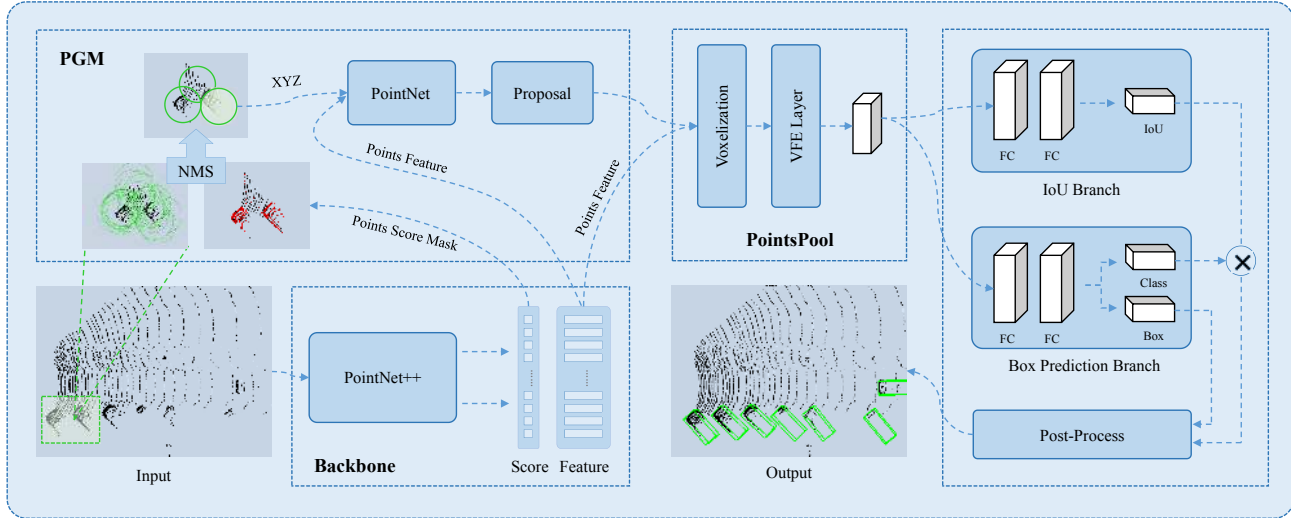 PGM
XYZ
PointNet
Proposal
NMS
Points Feature
Points Score Mask
Points Feature
Voxelization
VFE Layer
PointsPool
FC
FC
IoU
IoU Branch
FC
FC
Class
Box
Box Prediction Branch
Post-Process
Input
PointNet++
Backbone
Score
Feature
Output